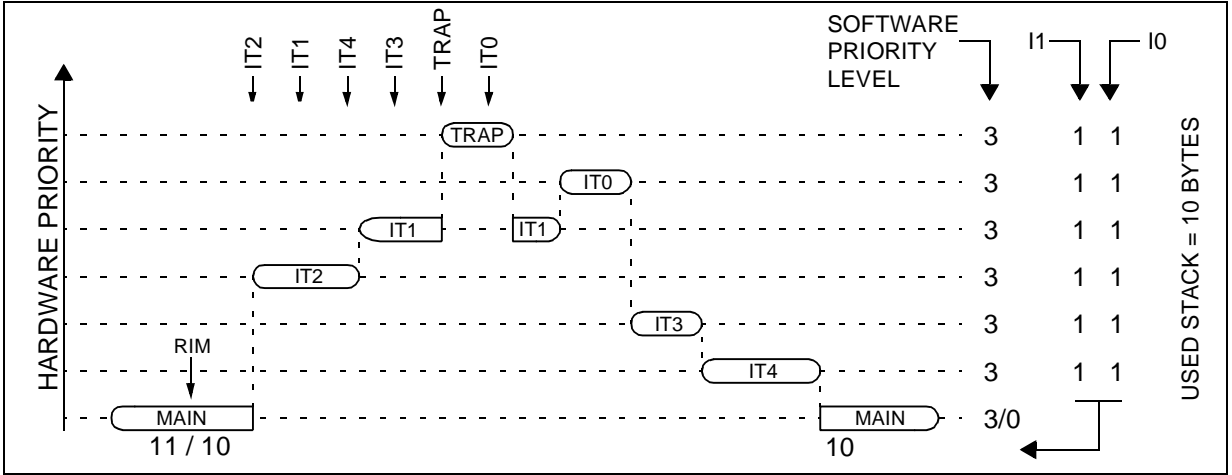 SOFTWARE
PRIORITY
LEVEL
I1
I0
IT2
IT1
IT4
IT3
TRAP
IT0
HARDWARE PRIORITY
TRAP
3
1 1
IT0
3
1 1
IT1
IT1
3
1 1
IT2
3
1 1
IT3
3
1 1
RIM
IT4
3
1 1
MAIN
MAIN
3/0
11 / 10
10
USED STACK = 10 BYTES